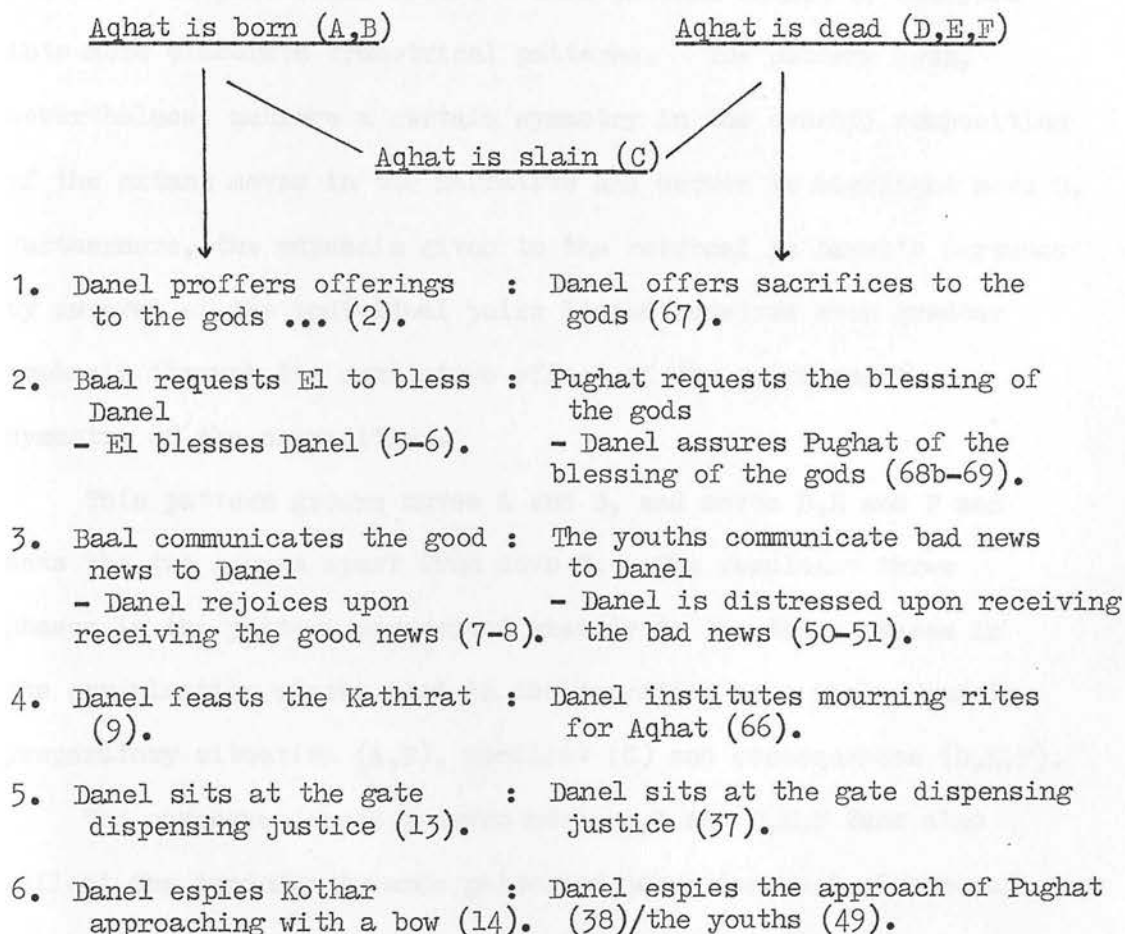 Aqhat is born (A,B) Aqhat is dead (D,E,F)
Aqhat is slain (C)
1. Danel proffers offerings : Danel offers sacrifices to the
to the gods ... (2). gods (67).
2. Baal requests El to bless : Pughat requests the blessing of
Danel the gods
- El blesses Danel (5-6). - Danel assures Pughat of the
blessing of the gods (68b-69).
3. Baal communicates the good : The youths communicate bad news
news to Danel to Danel
- Danel rejoices upon - Danel is distressed upon receiving
receiving the good news (7-8). the bad news (50-51).
4. Danel feasts the Kathirat : Danel institutes mourning rites
(9). for Aqhat (66).
5. Danel sits at the gate : Danel sits at the gate dispensing
dispensing justice (13). justice (37).
6. Danel espies Kothar : Danel espies the approach of Pughat
approaching with a bow (14). (38)/the youths (49).